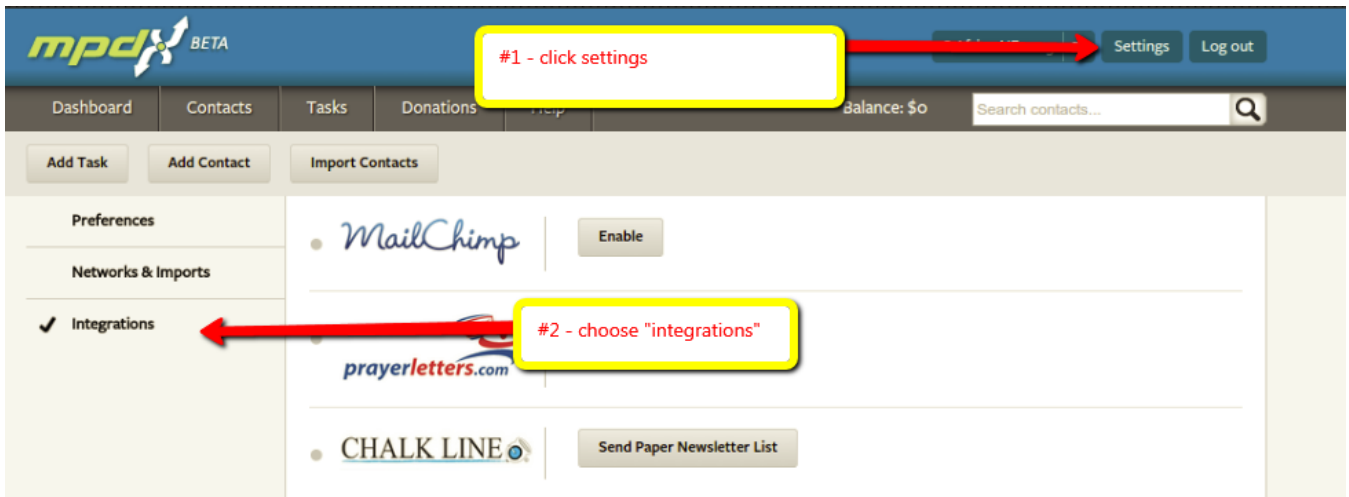 mpdx BETA
#1 - click settings
Settings Log out
Dashboard Contacts Tasks Donations Help Balance: $0 Search contacts...
Add Task Add Contact Import Contacts
Preferences
MailChimp Enable
Networks & Imports
Integrations
#2 - choose "integrations"
prayerletters.com
CHALK LINE Send Paper Newsletter List